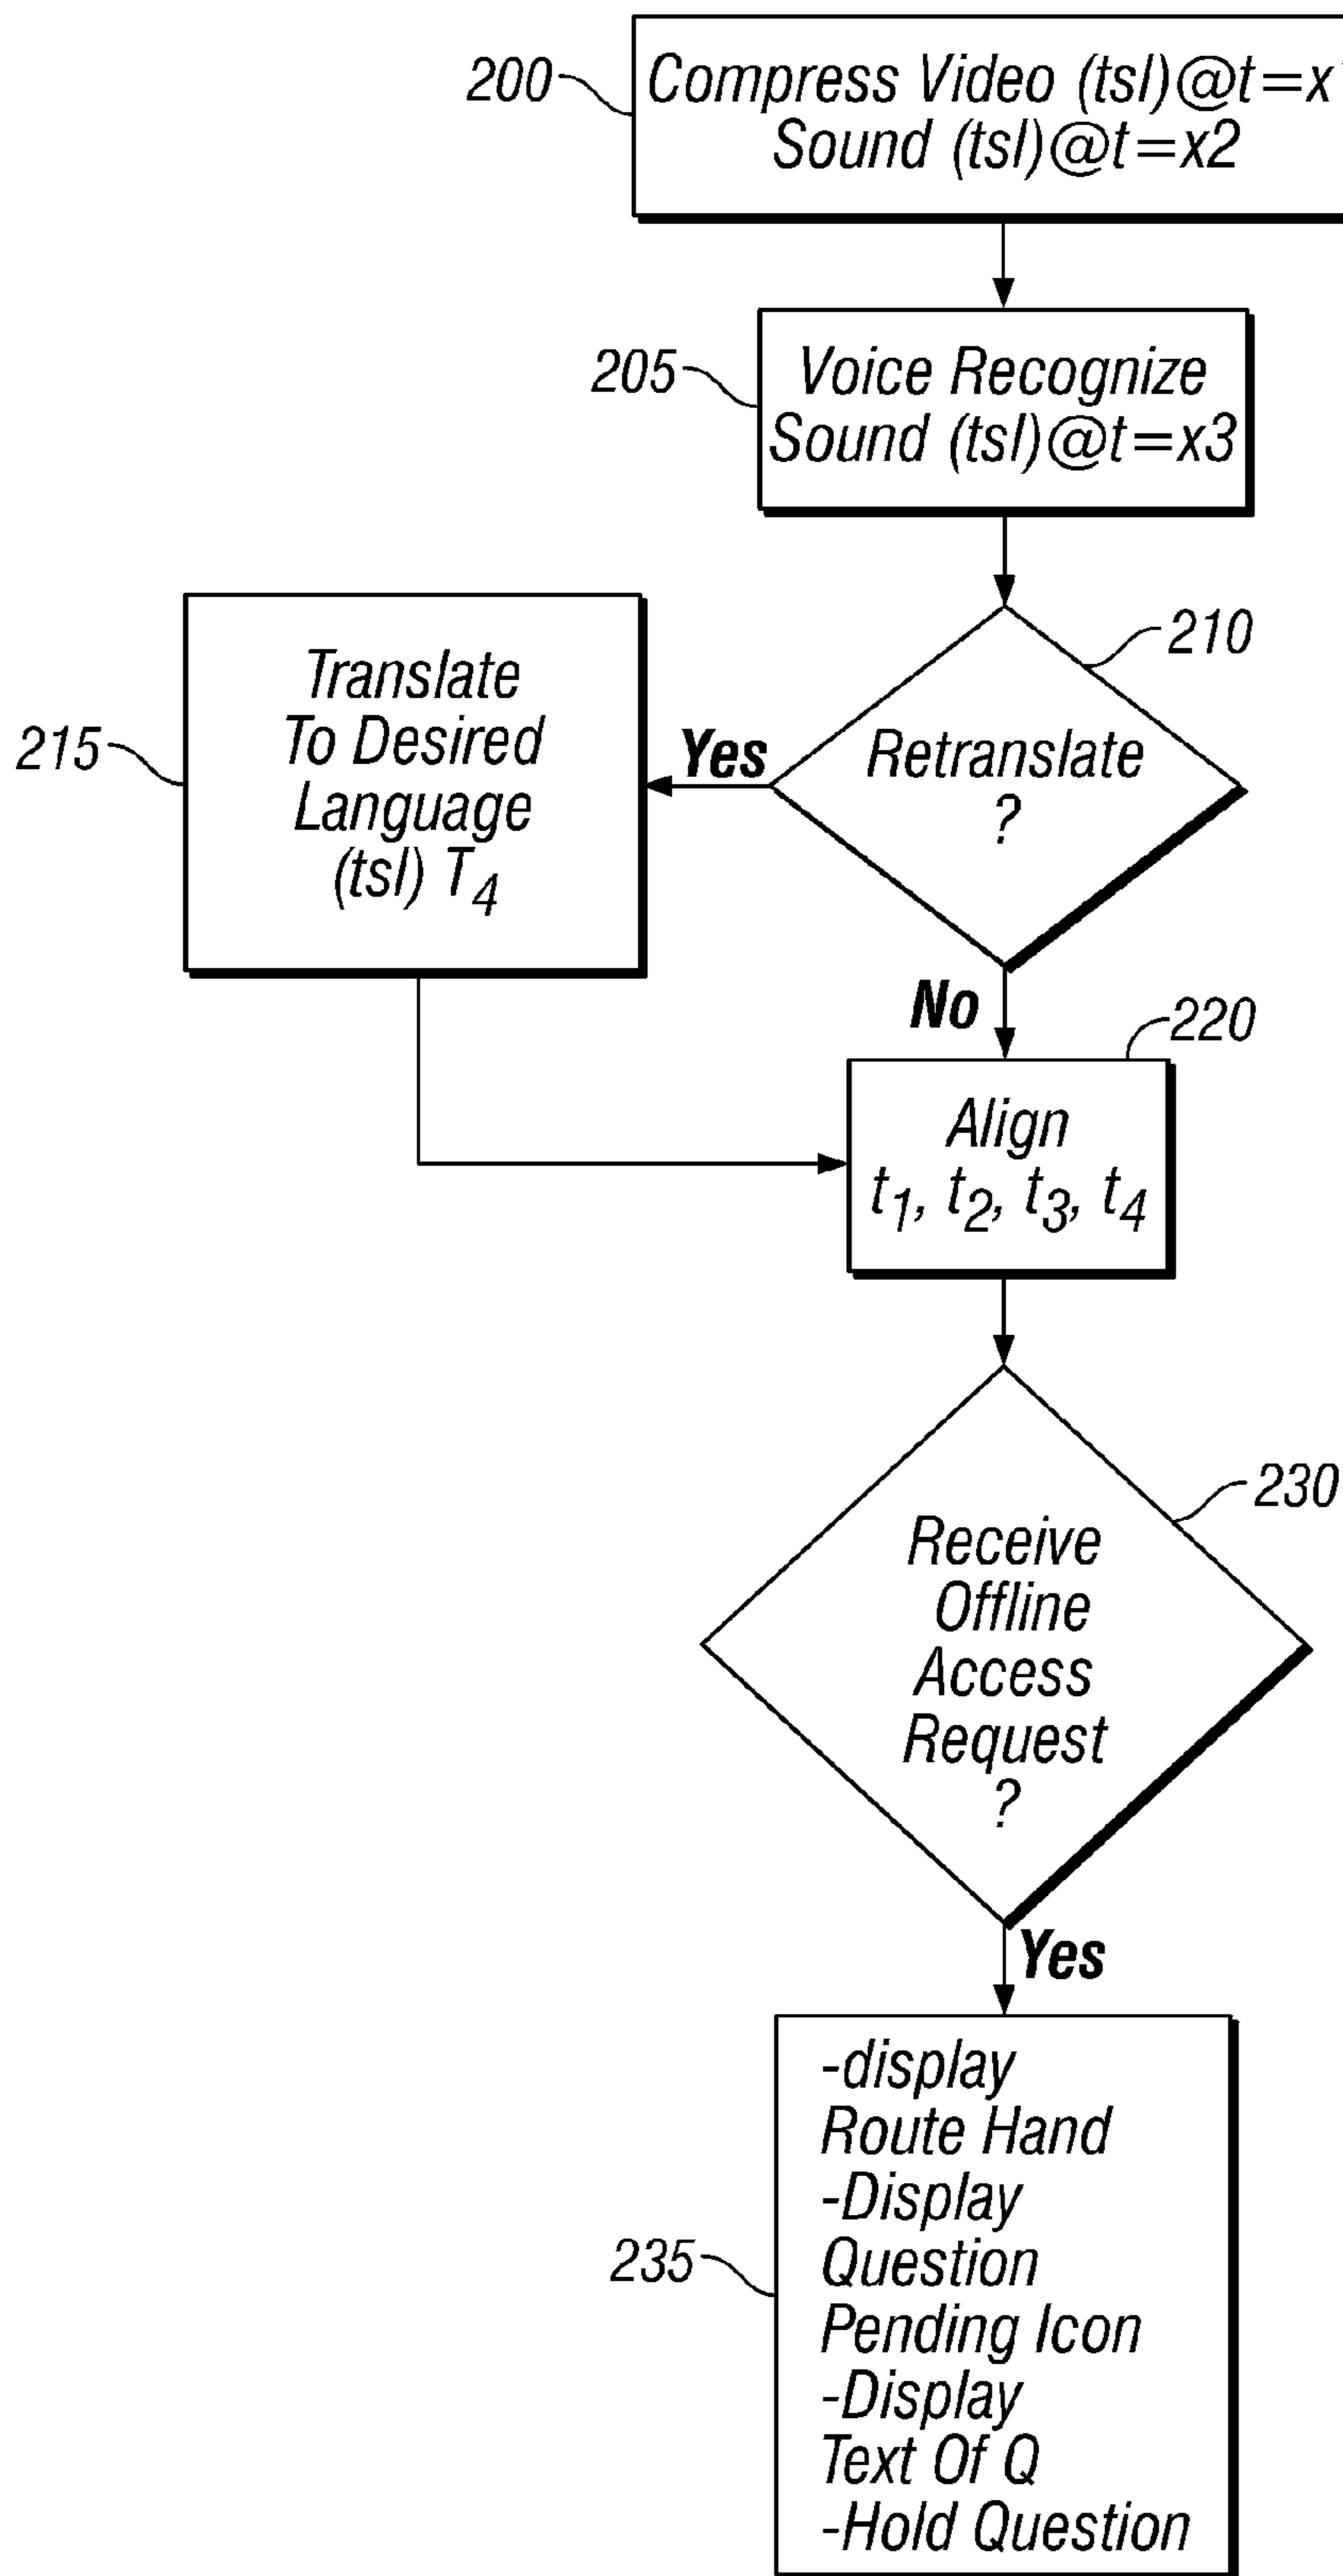 200
Compress Video (tsl)@t=x1
Sound (tsl)@t=x2
205
Voice Recognize
Sound (tsl)@t=x3
210
Retranslate
?
Yes
215
Translate
To Desired
Language
(tsl) T4
No
220
Align
t1, t2, t3, t4
230
Receive
Offline
Access
Request
?
Yes
235
-display
Route Hand
-Display
Question
Pending Icon
-Display
Text Of Q
-Hold Question